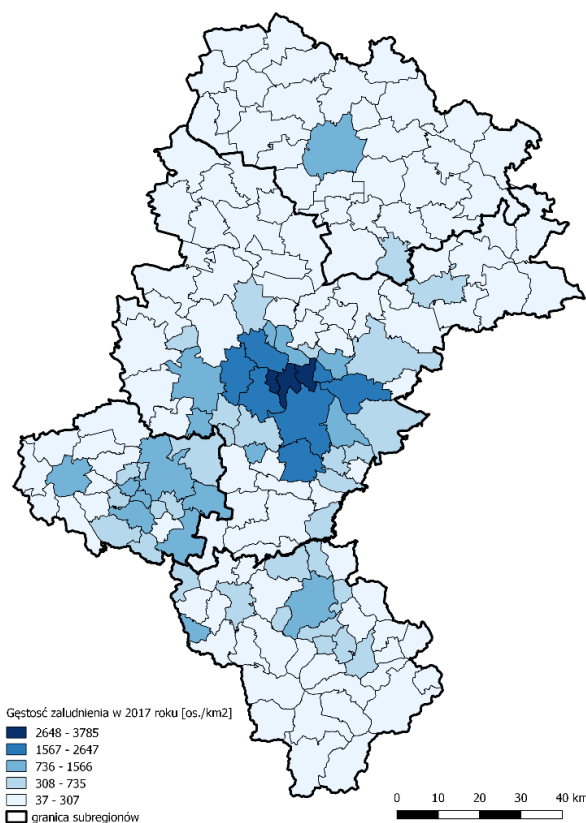 Gęstość zaludnienia w 2017 roku [os./km2]
2648 - 3785
1567 - 2647
736 - 1566
308 - 735
37 - 307
granica subregionów
0 10 20 30 40 km